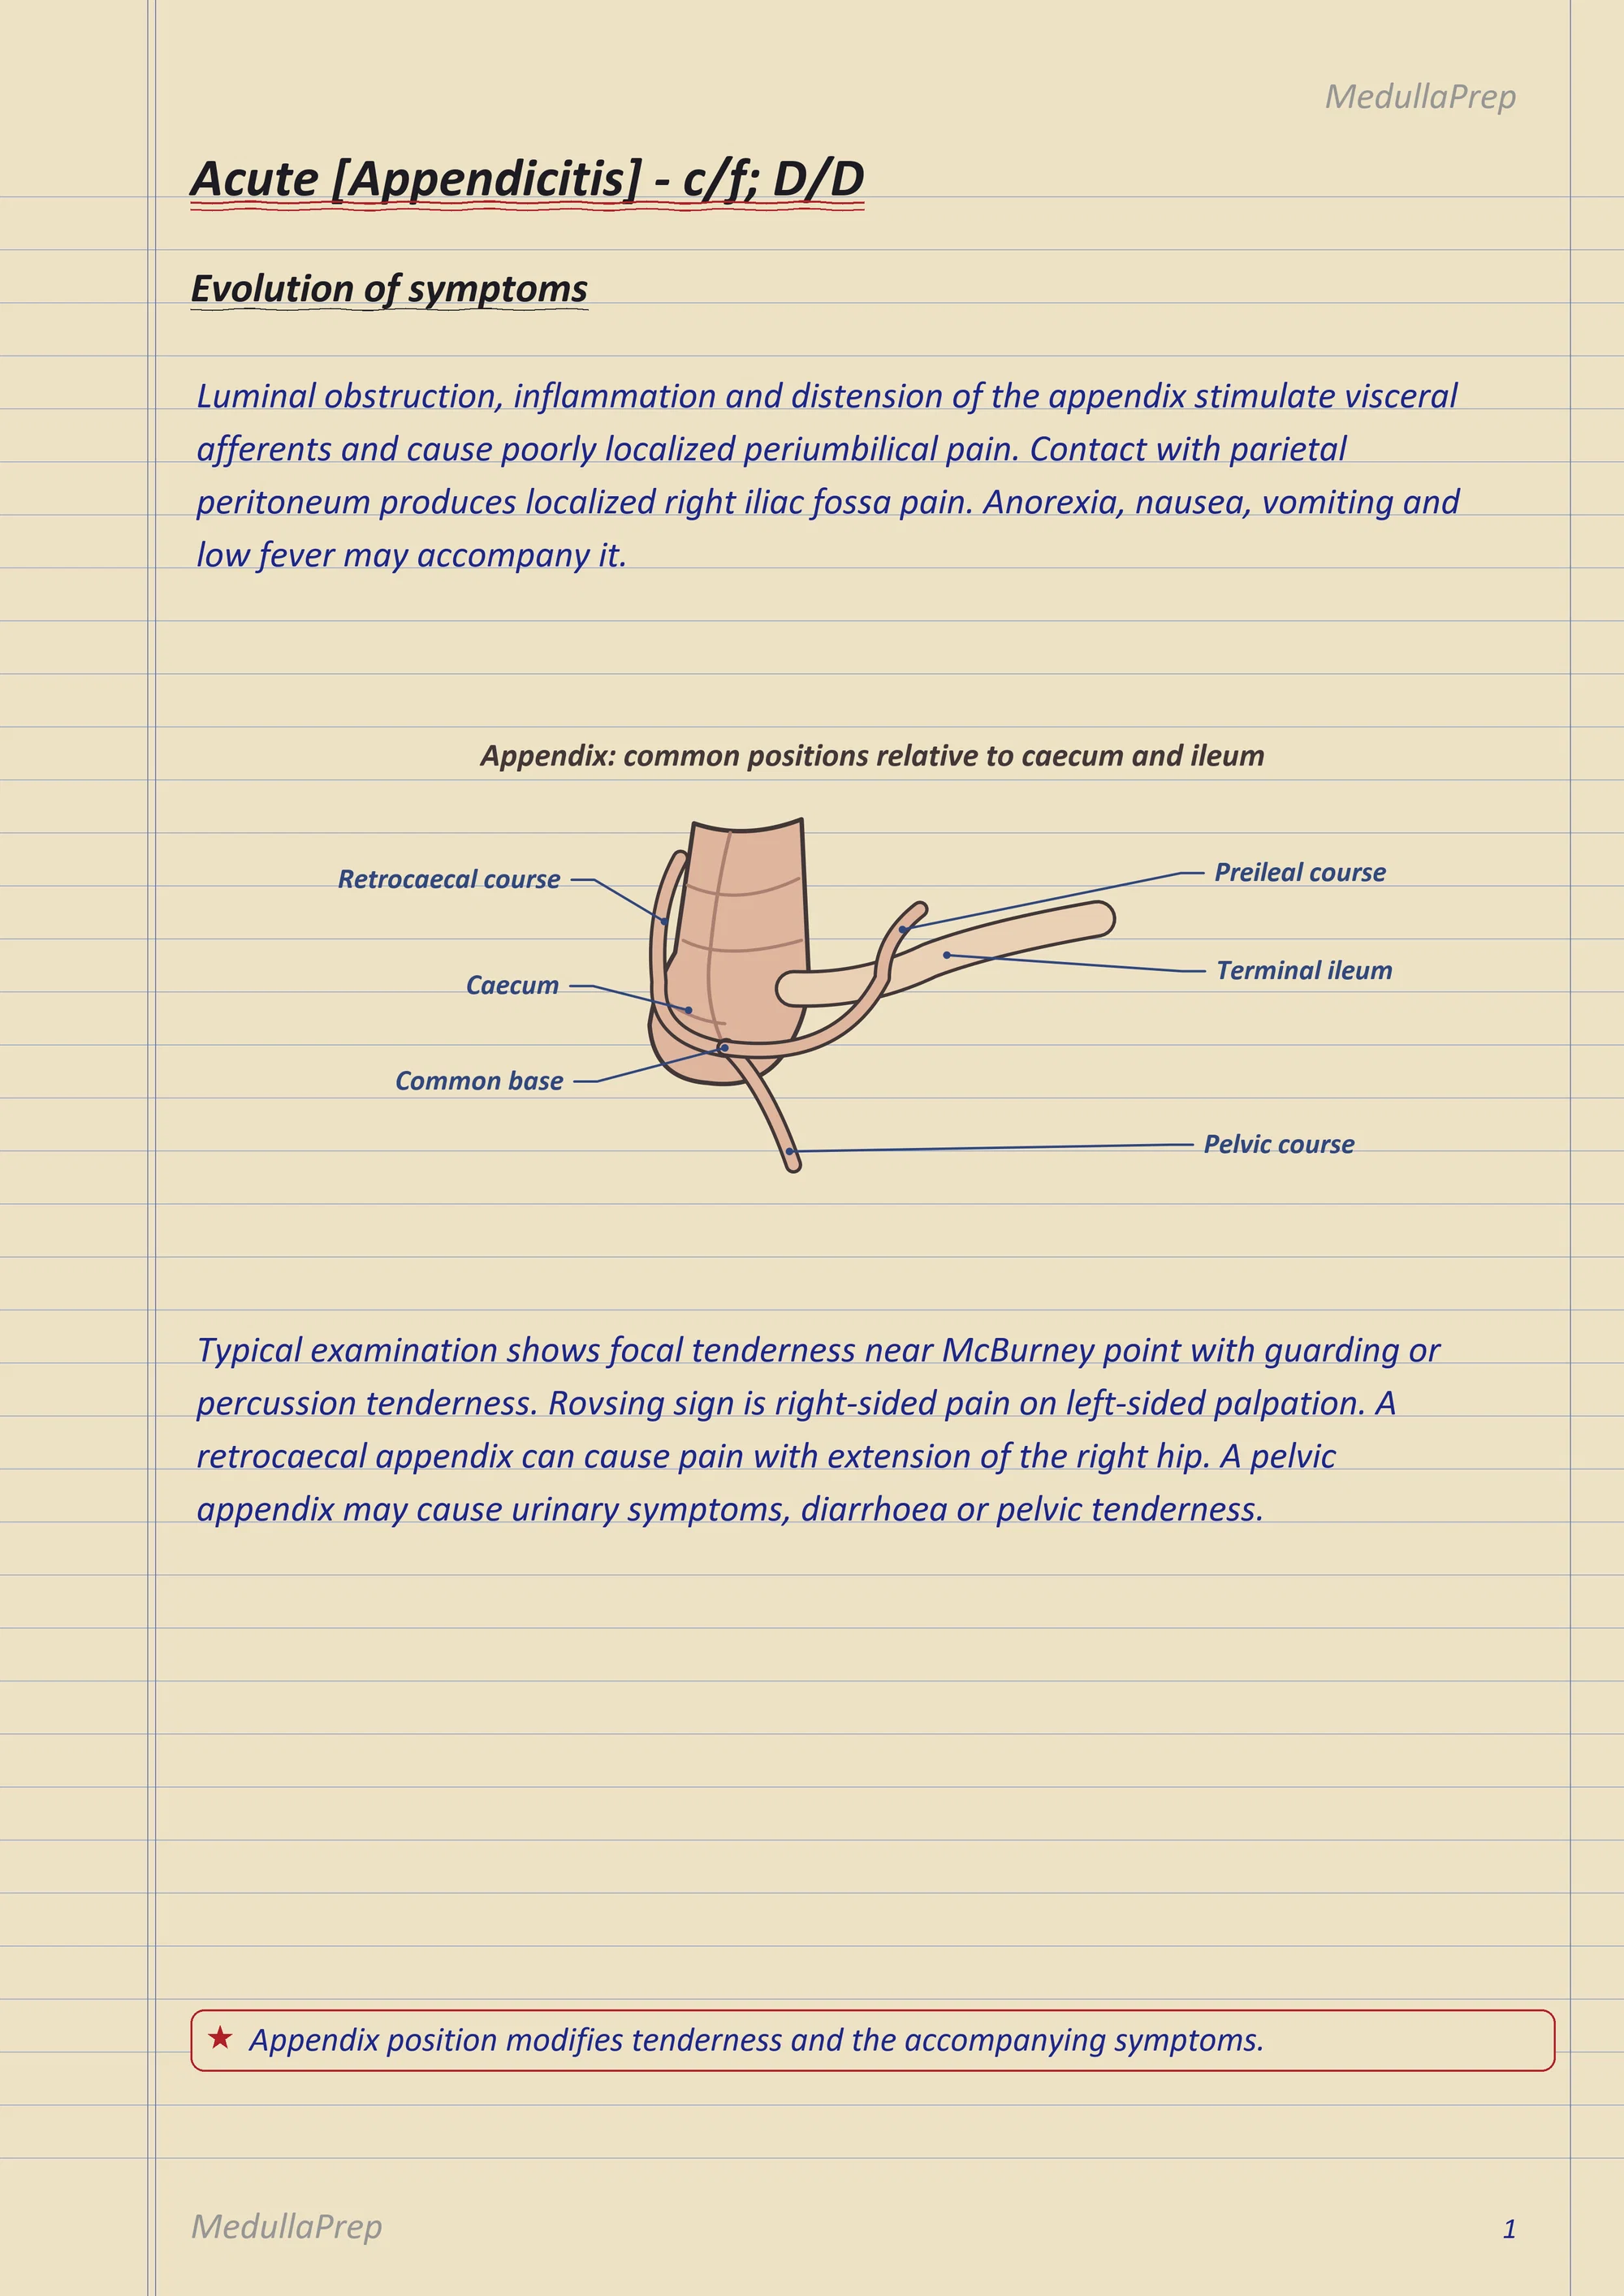 MedullaPrep
Acute [Appendicitis] - c/f; D/D
Evolution of symptoms
Luminal obstruction, inflammation and distension of the appendix stimulate visceral
afferents and cause poorly localized periumbilical pain. Contact with parietal
peritoneum produces localized right iliac fossa pain. Anorexia, nausea, vomiting and
low fever may accompany it.
Appendix: common positions relative to caecum and ileum
Retrocaecal course
Preileal course
Caecum
Terminal ileum
Common base
Pelvic course
Typical examination shows focal tenderness near McBurney point with guarding or
percussion tenderness. Rovsing sign is right-sided pain on left-sided palpation. A
retrocaecal appendix can cause pain with extension of the right hip. A pelvic
appendix may cause urinary symptoms, diarrhoea or pelvic tenderness.
★ Appendix position modifies tenderness and the accompanying symptoms.
MedullaPrep
1